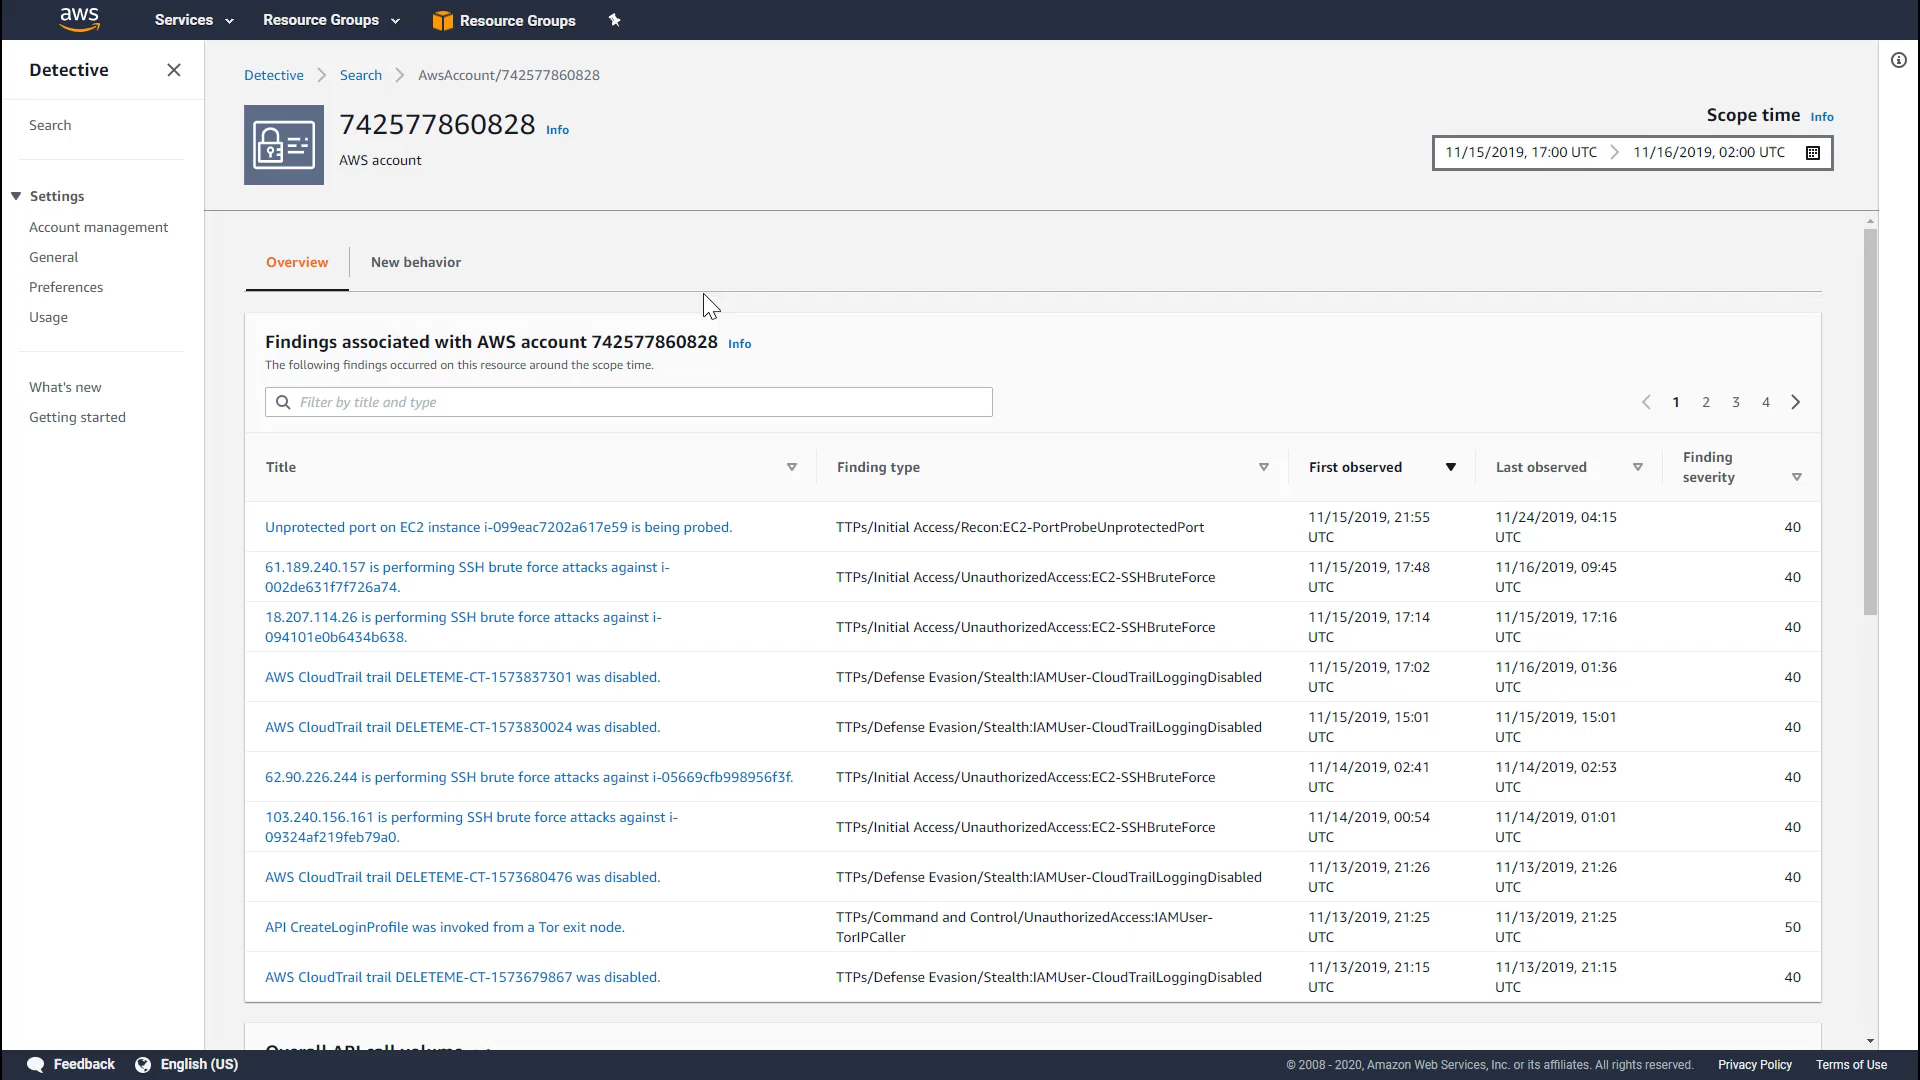 aws
Services
Resource Groups
Resource Groups
Detective
Search
Settings
Account management
General
Preferences
Usage
What's new
Getting started
Detective
Search
AwsAccount/742577860828
742577860828 Info
AWS account
Scope time Info
11/15/2019, 17:00 UTC
11/16/2019, 02:00 UTC
Overview
New behavior
Findings associated with AWS account 742577860828 Info
The following findings occurred on this resource around the scope time.
Filter by title and type
1 2 3 4
Title
Finding type
First observed
Last observed
Finding
severity
Unprotected port on EC2 instance i-099eac7202a617e59 is being probed.
TTPs/Initial Access/Recon:EC2-PortProbeUnprotectedPort
11/15/2019, 21:55
UTC
11/24/2019, 04:15
UTC
40
61.189.240.157 is performing SSH brute force attacks against i-
002de631f7f726a74.
TTPs/Initial Access/UnauthorizedAccess:EC2-SSHBruteForce
11/15/2019, 17:48
UTC
11/16/2019, 09:45
UTC
40
18.207.114.26 is performing SSH brute force attacks against i-
094101e0b6434b638.
TTPs/Initial Access/UnauthorizedAccess:EC2-SSHBruteForce
11/15/2019, 17:14
UTC
11/15/2019, 17:16
UTC
40
AWS CloudTrail trail DELETEME-CT-1573837301 was disabled.
TTPs/Defense Evasion/Stealth:IAMUser-CloudTrailLoggingDisabled
11/15/2019, 17:02
UTC
11/16/2019, 01:36
UTC
40
AWS CloudTrail trail DELETEME-CT-1573830024 was disabled.
TTPs/Defense Evasion/Stealth:IAMUser-CloudTrailLoggingDisabled
11/15/2019, 15:01
UTC
11/15/2019, 15:01
UTC
40
62.90.226.244 is performing SSH brute force attacks against i-05669cfb998956f3f.
TTPs/Initial Access/UnauthorizedAccess:EC2-SSHBruteForce
11/14/2019, 02:41
UTC
11/14/2019, 02:53
UTC
40
103.240.156.161 is performing SSH brute force attacks against i-
09324af219feb79a0.
TTPs/Initial Access/UnauthorizedAccess:EC2-SSHBruteForce
11/14/2019, 00:54
UTC
11/14/2019, 01:01
UTC
40
AWS CloudTrail trail DELETEME-CT-1573680476 was disabled.
TTPs/Defense Evasion/Stealth:IAMUser-CloudTrailLoggingDisabled
11/13/2019, 21:26
UTC
11/13/2019, 21:26
UTC
40
API CreateLoginProfile was invoked from a Tor exit node.
TTPs/Command and Control/UnauthorizedAccess:IAMUser-
TorIPCaller
11/13/2019, 21:25
UTC
11/13/2019, 21:25
UTC
50
AWS CloudTrail trail DELETEME-CT-1573679867 was disabled.
TTPs/Defense Evasion/Stealth:IAMUser-CloudTrailLoggingDisabled
11/13/2019, 21:15
UTC
11/13/2019, 21:15
UTC
40
Overall API call volume
Feedback
English (US)
© 2008 - 2020, Amazon Web Services, Inc. or its affiliates. All rights reserved.
Privacy Policy
Terms of Use